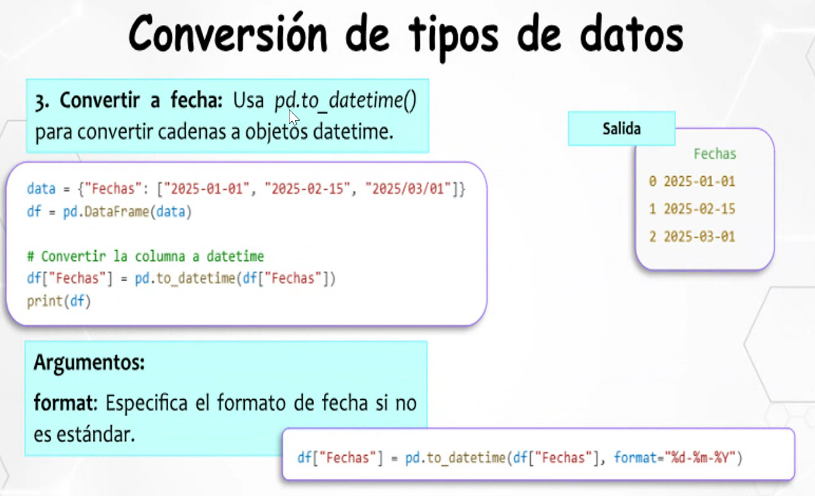 Conversión de tipos de datos
3. Convertir a fecha: Usa pd.to_datetime()
para convertir cadenas a objetos datetime.
data = {"Fechas": ["2025-01-01", "2025-02-15", "2025/03/01"]}
df = pd.DataFrame(data)
# Convertir la columna a datetime
df["Fechas"] = pd.to_datetime(df["Fechas"])
print(df)
Salida
Fechas
0 2025-01-01
1 2025-02-15
2 2025-03-01
Argumentos:
format: Especifica el formato de fecha si no
es estándar.
df["Fechas"] = pd.to_datetime(df["Fechas"], format="%d-%m-%Y")